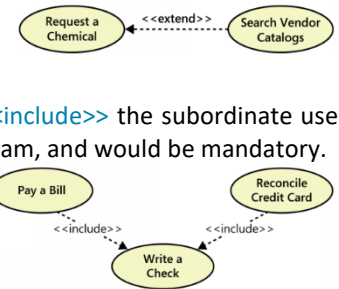 Request a
Chemical
<<extend>>
Search Vendor
Catalogs
<include>> the subordinate use
am, and would be mandatory.
Pay a Bill
Reconcile
Credit Card
<<include>>
<<include>>
Write a
Check